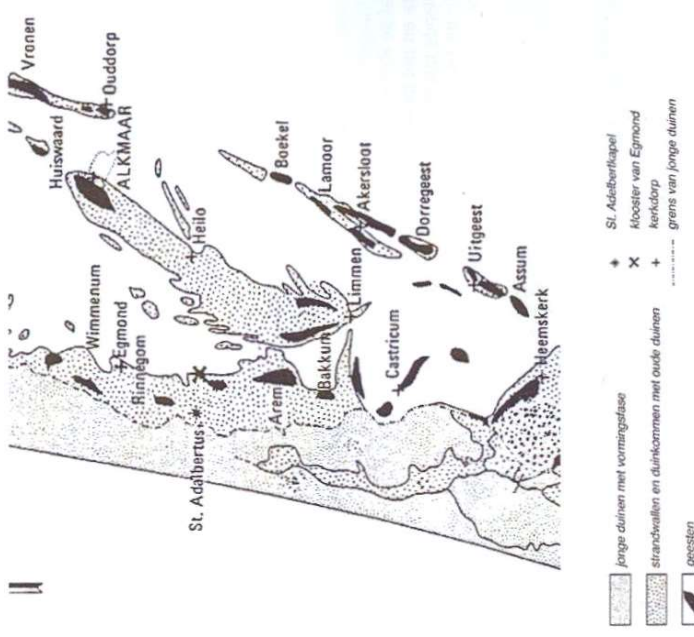 Vronen
Ouddorp
Huiswaard
ALKMAAR
Boekel
Lamoor
Akersloot
Dorregeest
Heilo
Uitgeest
Assum
Limmen
Wimmenum
Egmond
Rinnegom
Castricum
Heemskerk
Bakkum
Arem
St. Adalbertus
St. Adelbertkapel
klooster van Egmond
kerkdorp
grens van jonge duinen
jonge duinen met vormingsfase
strandwallen en duinkommen met oude duinen
geesten